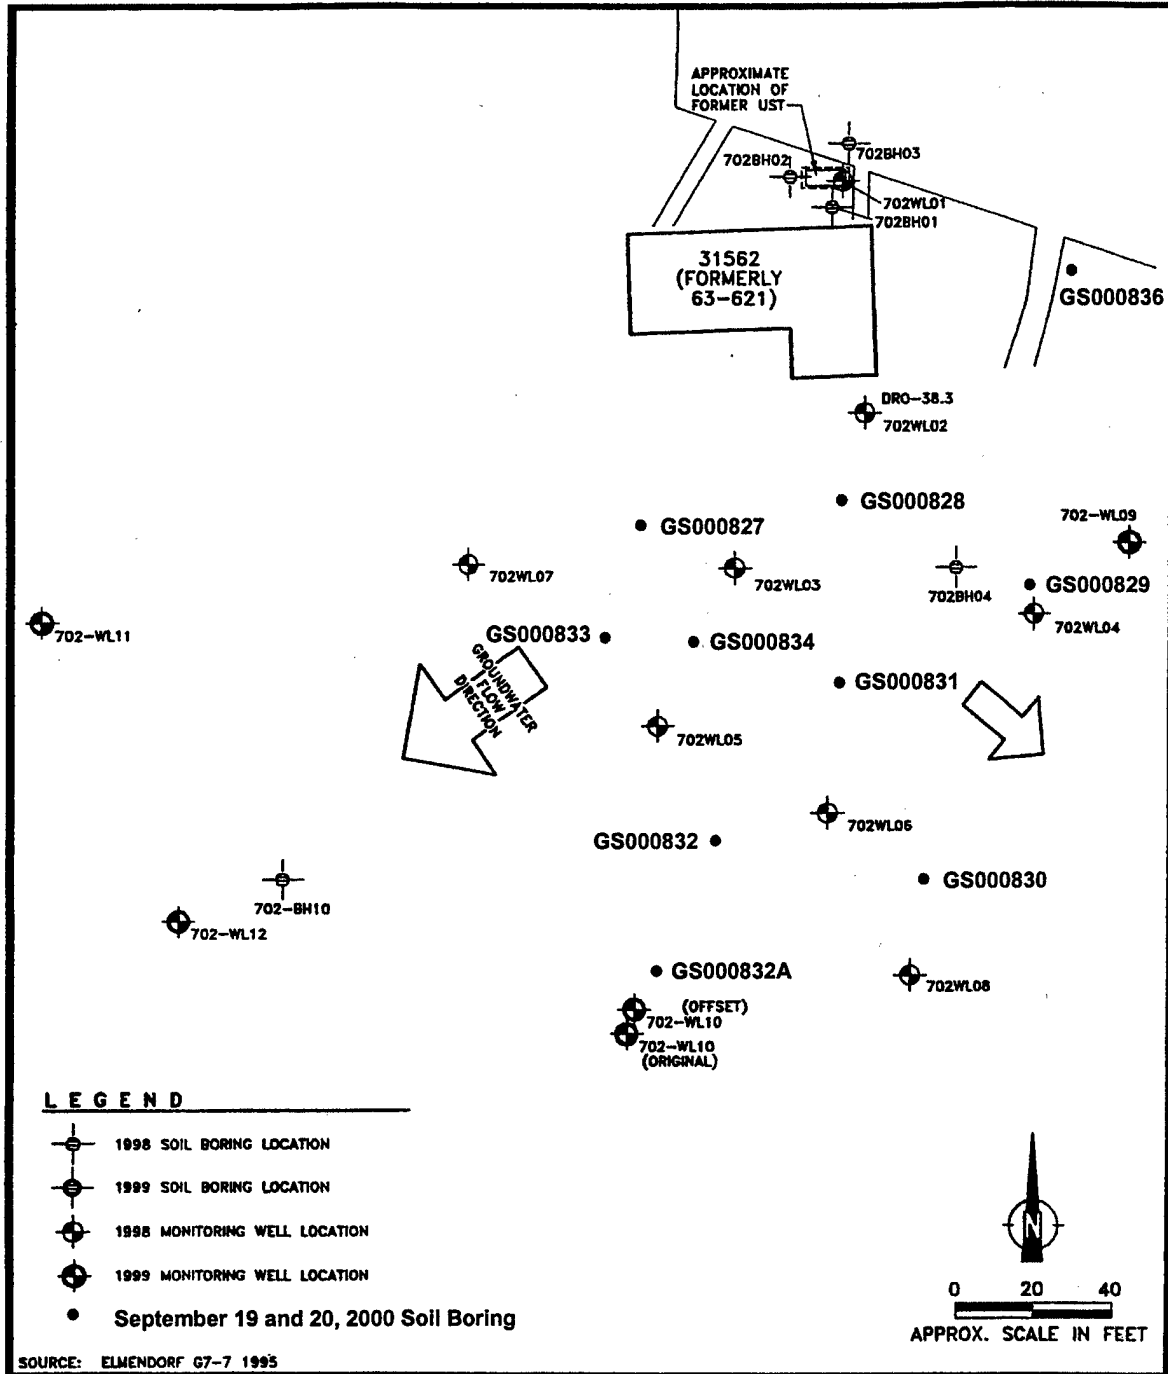 APPROXIMATE
LOCATION OF
FORMER UST
702BH02
702BH03
702WL01
702BH01
31562
(FORMERLY
63-621)
GS000836
DRO-38.3
702WL02
GS000828
GS000827
702-WL09
702WL07
702WL03
702BH04
GS000829
702WL04
702-WL11
GS000833
GS000834
GROUNDWATER
FLOW
DIRECTION
GS000831
702WL05
702WL06
GS000832
GS000830
702-BH10
702-WL12
GS000832A
702WL08
(OFFSET)
702-WL10
702-WL10
(ORIGINAL)
LEGEND
1998 SOIL BORING LOCATION
1999 SOIL BORING LOCATION
1998 MONITORING WELL LOCATION
1999 MONITORING WELL LOCATION
September 19 and 20, 2000 Soil Boring
N
0 20 40
APPROX. SCALE IN FEET
SOURCE: ELMENDORF G7-7 1995